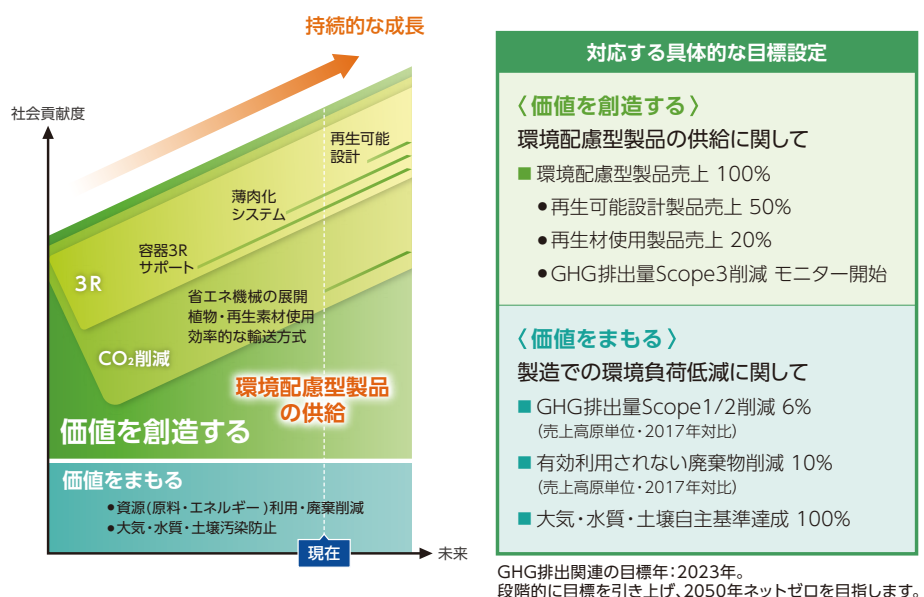 持続的な成長
社会貢献度
再生可能
設計
薄肉化
システム
容器3R
サポート
3R
省エネ機械の展開
植物・再生素材使用
効率的な輸送方式
CO₂削減
環境配慮型製品
の供給
価値を創造する
価値をまもる
●資源(原料・エネルギー)利用・廃棄削減
●大気・水質・土壌汚染防止
現在
未来
対応する具体的な目標設定
〈価値を創造する〉
環境配慮型製品の供給に関して
■ 環境配慮型製品売上 100%
●再生可能設計製品売上 50%
●再生材使用製品売上 20%
●GHG排出量Scope3削減 モニター開始
〈価値をまもる〉
製造での環境負荷低減に関して
■ GHG排出量Scope1/2削減 6%
(売上高原単位・2017年対比)
■ 有効利用されない廃棄物削減 10%
(売上高原単位・2017年対比)
■ 大気・水質・土壌自主基準達成 100%
GHG排出関連の目標年：2023年。
段階的に目標を引き上げ、2050年ネットゼロを目指します。